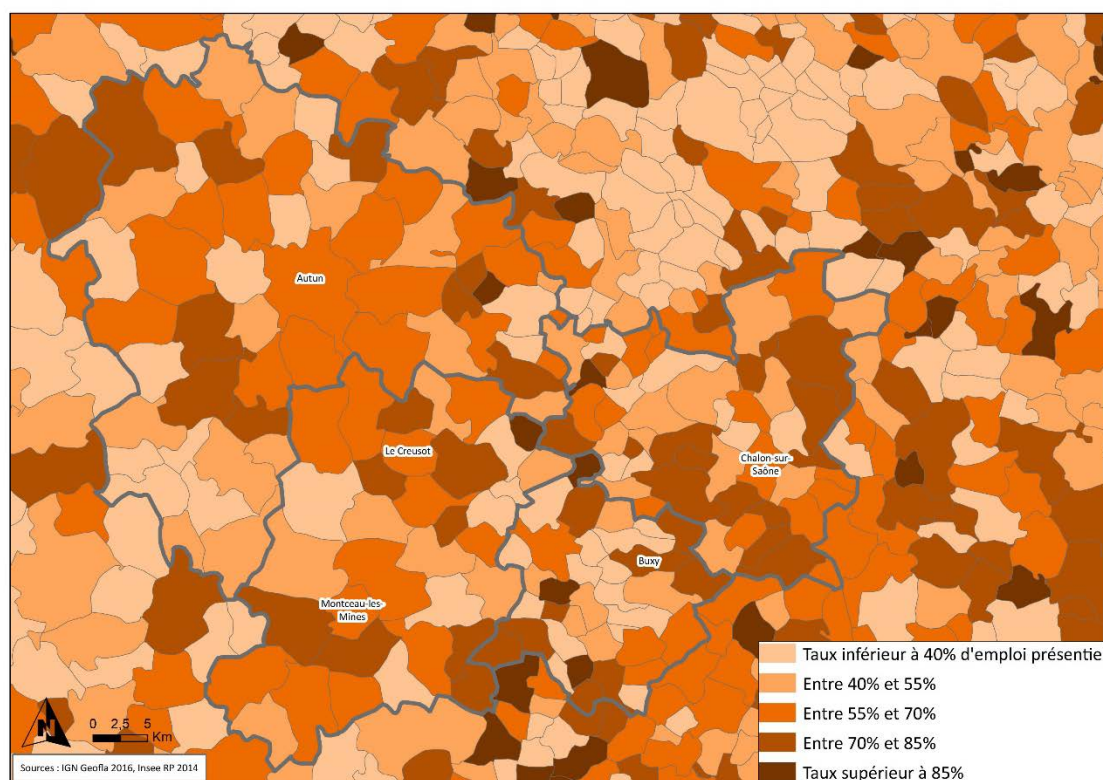 Autun
Le Creusot
Chalon-sur-
Saône
Buxy
Montceau-les-
Mines
N
0 2,5 5
Km
Sources : IGN Geofla 2016, Insee RP 2014
Taux inférieur à 40% d'emploi présentie
Entre 40% et 55%
Entre 55% et 70%
Entre 70% et 85%
Taux supérieur à 85%